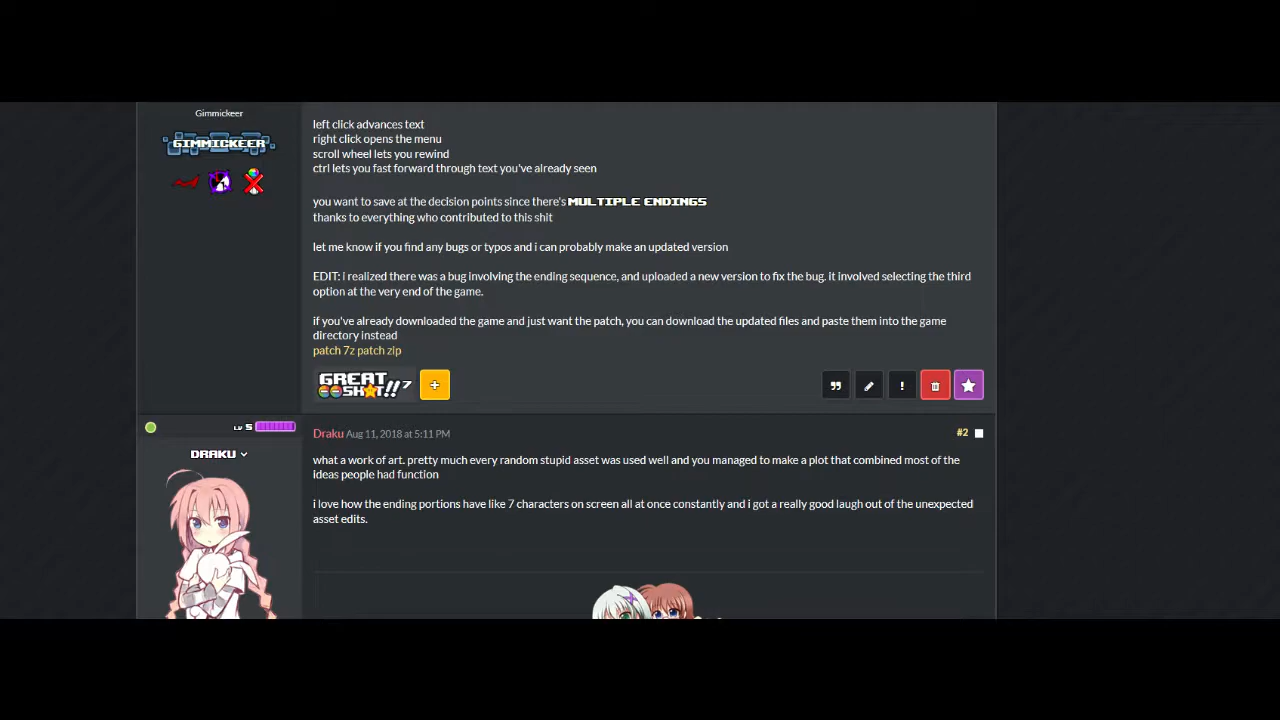 Gimmickeer
GIMMICKEER
left click advances text
right click opens the menu
scroll wheel lets you rewind
ctrl lets you fast forward through text you've already seen
you want to save at the decision points since there's MULTIPLE ENDINGS
thanks to everything who contributed to this shit
let me know if you find any bugs or typos and i can probably make an updated version
EDIT: i realized there was a bug involving the ending sequence, and uploaded a new version to fix the bug. it involved selecting the third
option at the very end of the game.
if you've already downloaded the game and just want the patch, you can download the updated files and paste them into the game
directory instead
patch 7z patch zip
GREAT
SHOT!! 7
LV 5
DRAKU
Draku Aug 11, 2018 at 5:11 PM
#2
what a work of art. pretty much every random stupid asset was used well and you managed to make a plot that combined most of the
ideas people had function
i love how the ending portions have like 7 characters on screen all at once constantly and i got a really good laugh out of the unexpected
asset edits.